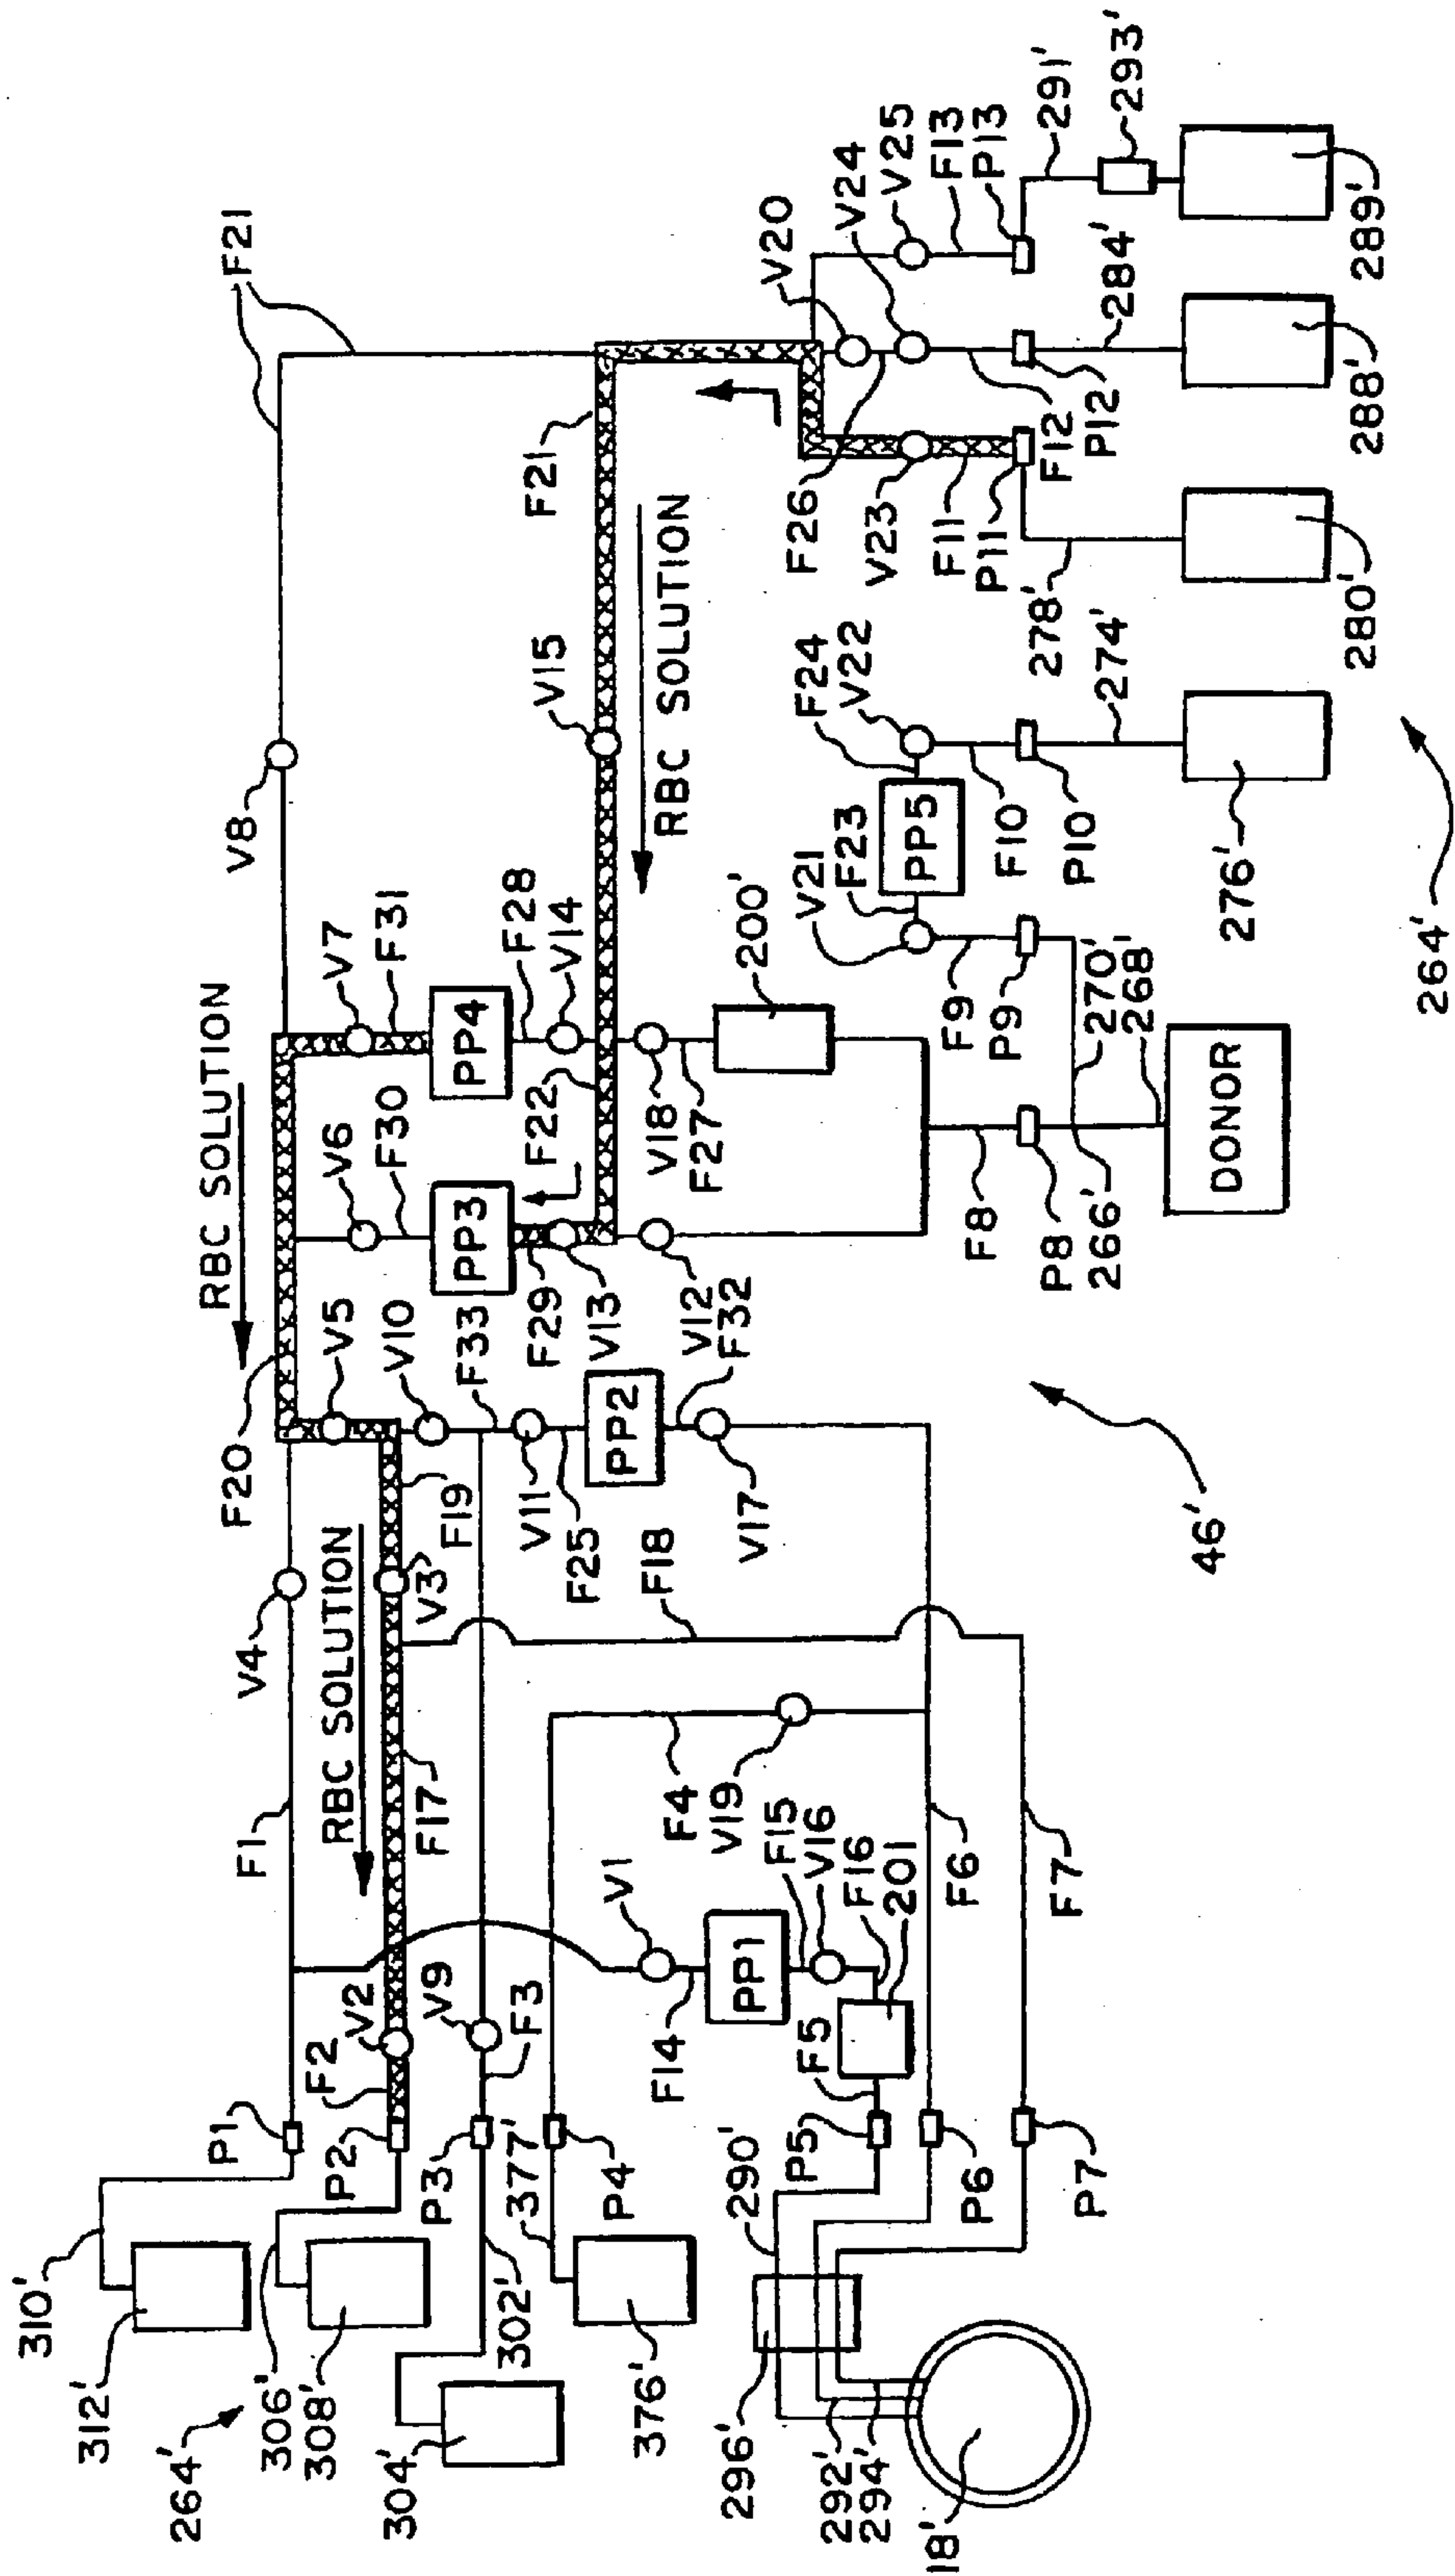 310'
312'
264'
306'
308'
304'
302'
376'
377'
296'
290'
292'
294'
18'
P1
P2
P3
P4
P5
P6
P7
F1
F2
V2
V9
F3
F14
V1
PP1
F5
F15
V16
F16
201
F4
V19
F6
F7
F17
F18
V4
RBC SOLUTION
V3
F19
F20
V5
V10
F33
V11
F25
PP2
V17
V12
F32
RBC SOLUTION
V6
F30
PP3
F29
V13
F22
V7
F31
PP4
F28
V14
V18
F27
200'
F8
P8
266'
DONOR
268'
270'
P9
F9
V21
F23
PP5
F24
V22
F10
P10
274'
276'
46'
264'
V8
F21
F21
V15
RBC SOLUTION
F26
V23
F11
P11
278'
280'
V20
V24
F12
P12
284'
288'
V25
F13
P13
291'
293'
289'